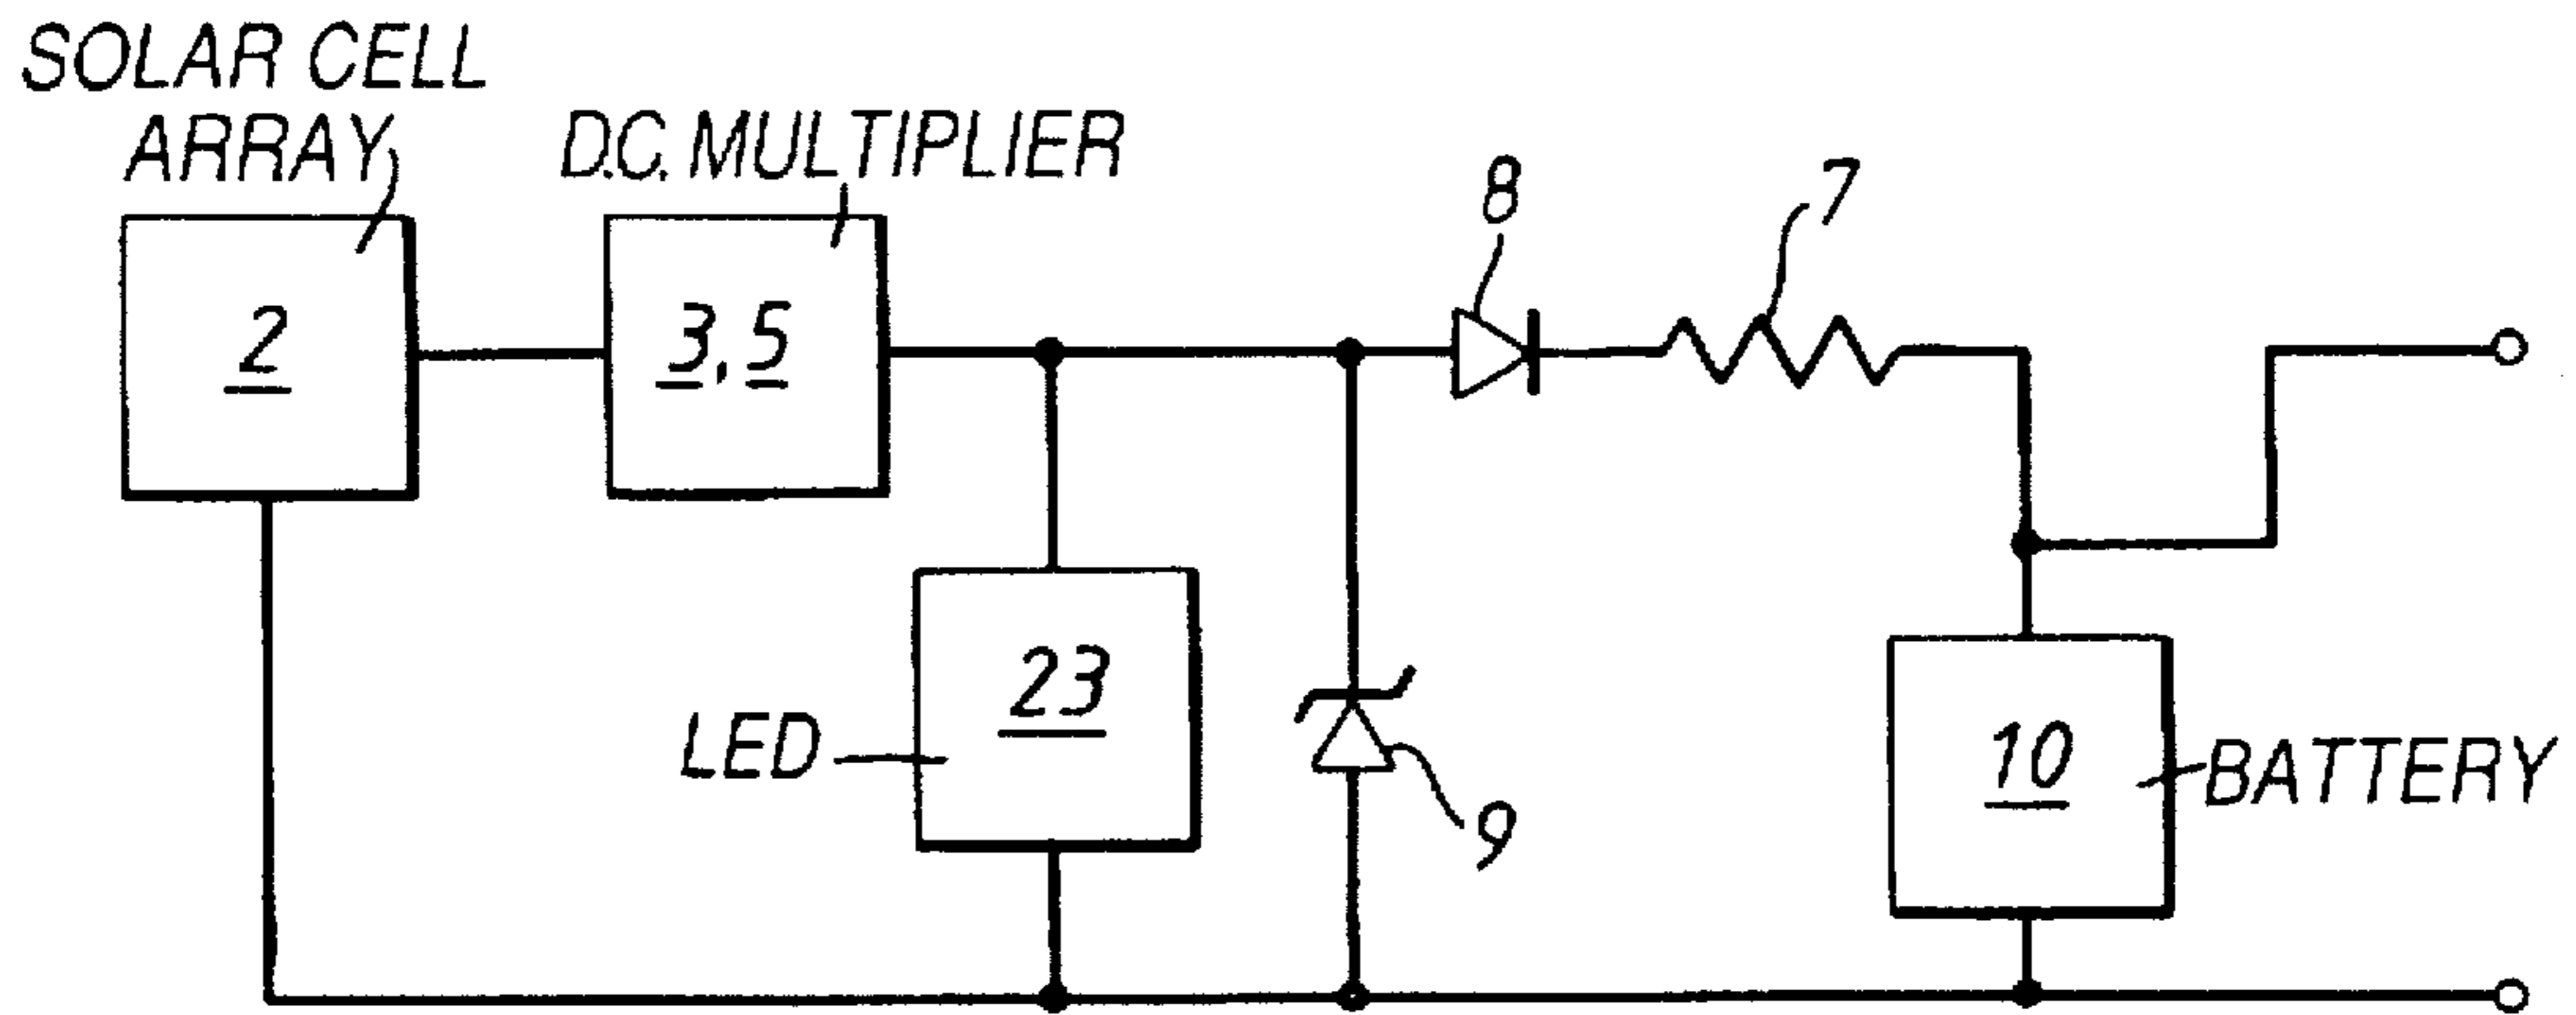 SOLAR CELL
ARRAY
D.C. MULTIPLIER
8
7
2
3, 5
23
LED
9
10
BATTERY